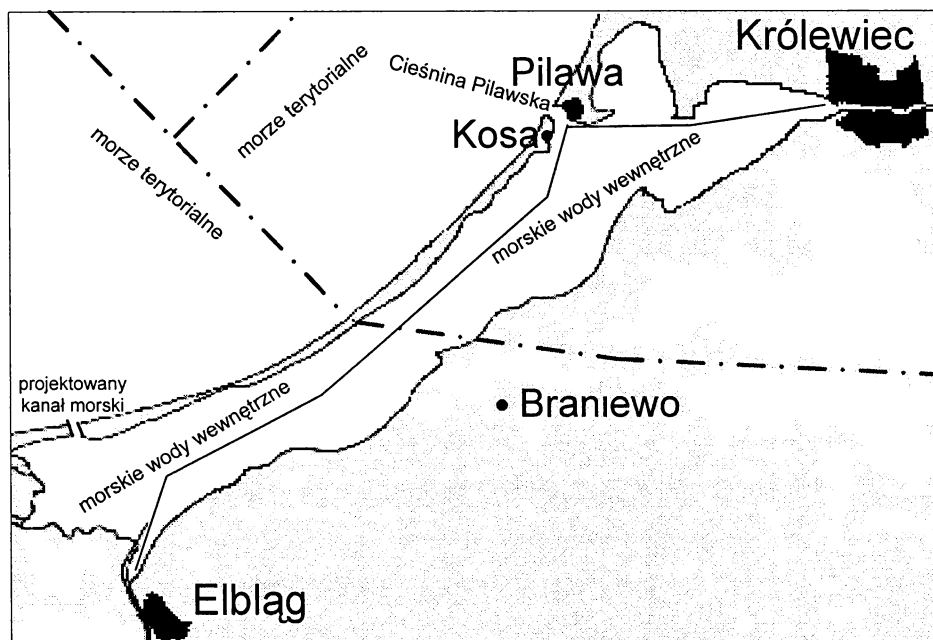 Królewiec
Pilawa
Cieśnina Pilawska
Kosa
morze terytorialne
morze terytorialne
morskie wody wewnętrzne
projektowany
kanał morski
morskie wody wewnętrzne
Braniewo
Elbląg